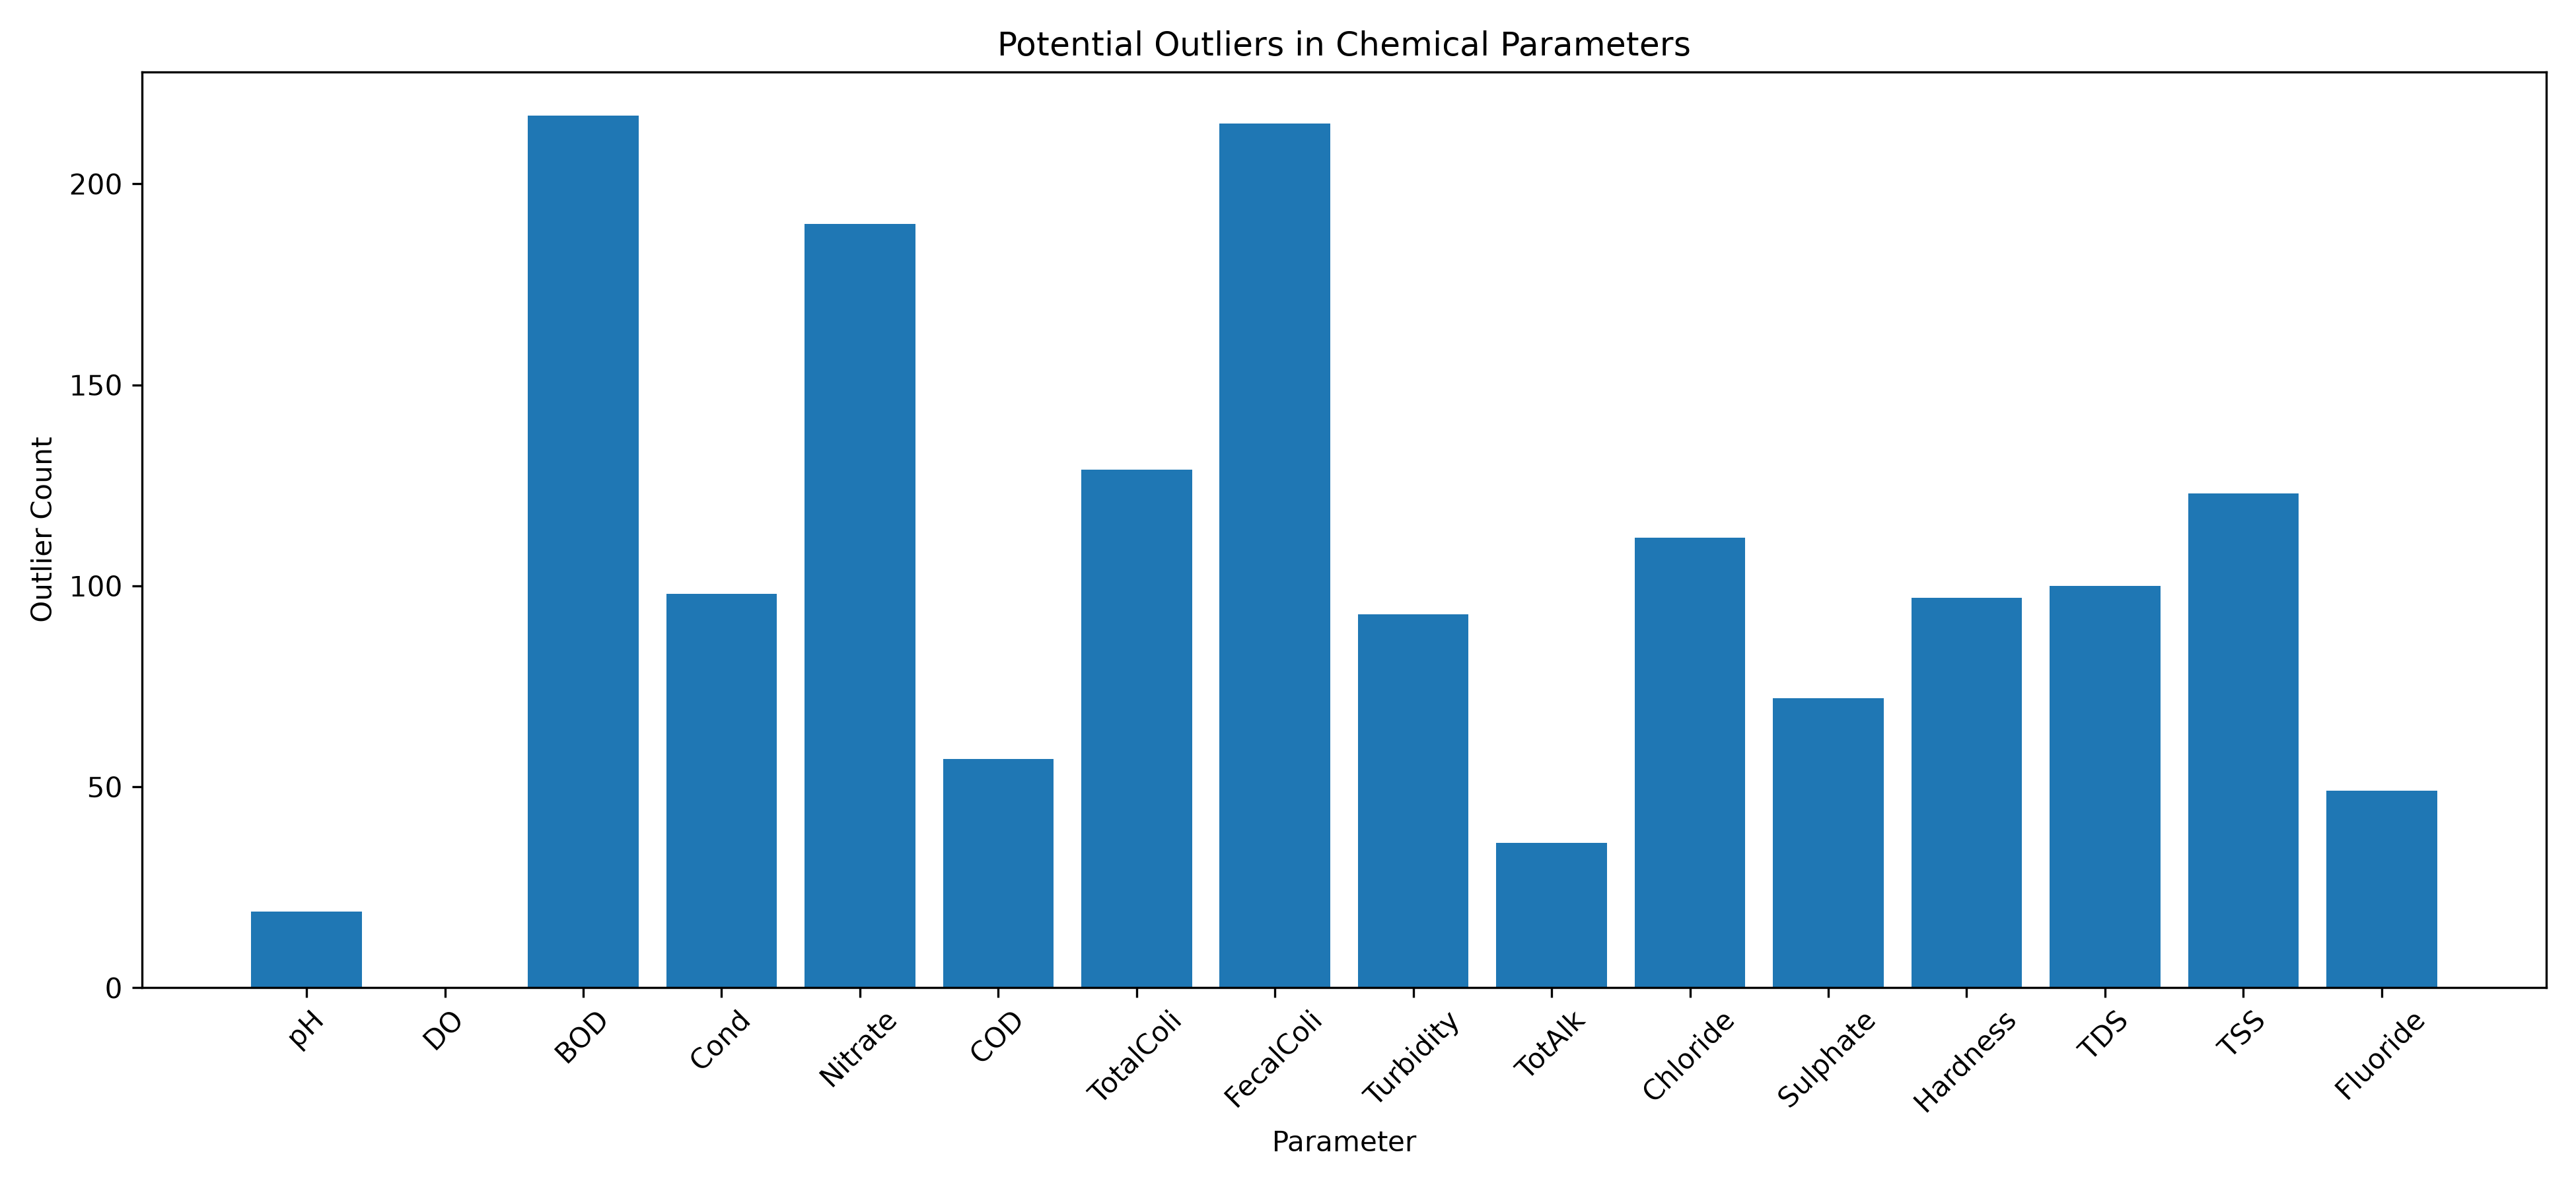 Potential Outliers in Chemical Parameters
Outlier Count
200
150
100
50
0
pH
DO
BOD
Cond
Nitrate
COD
TotalColi
FecalColi
Turbidity
TotAlk
Chloride
Sulphate
Hardness
TDS
TSS
Fluoride
Parameter